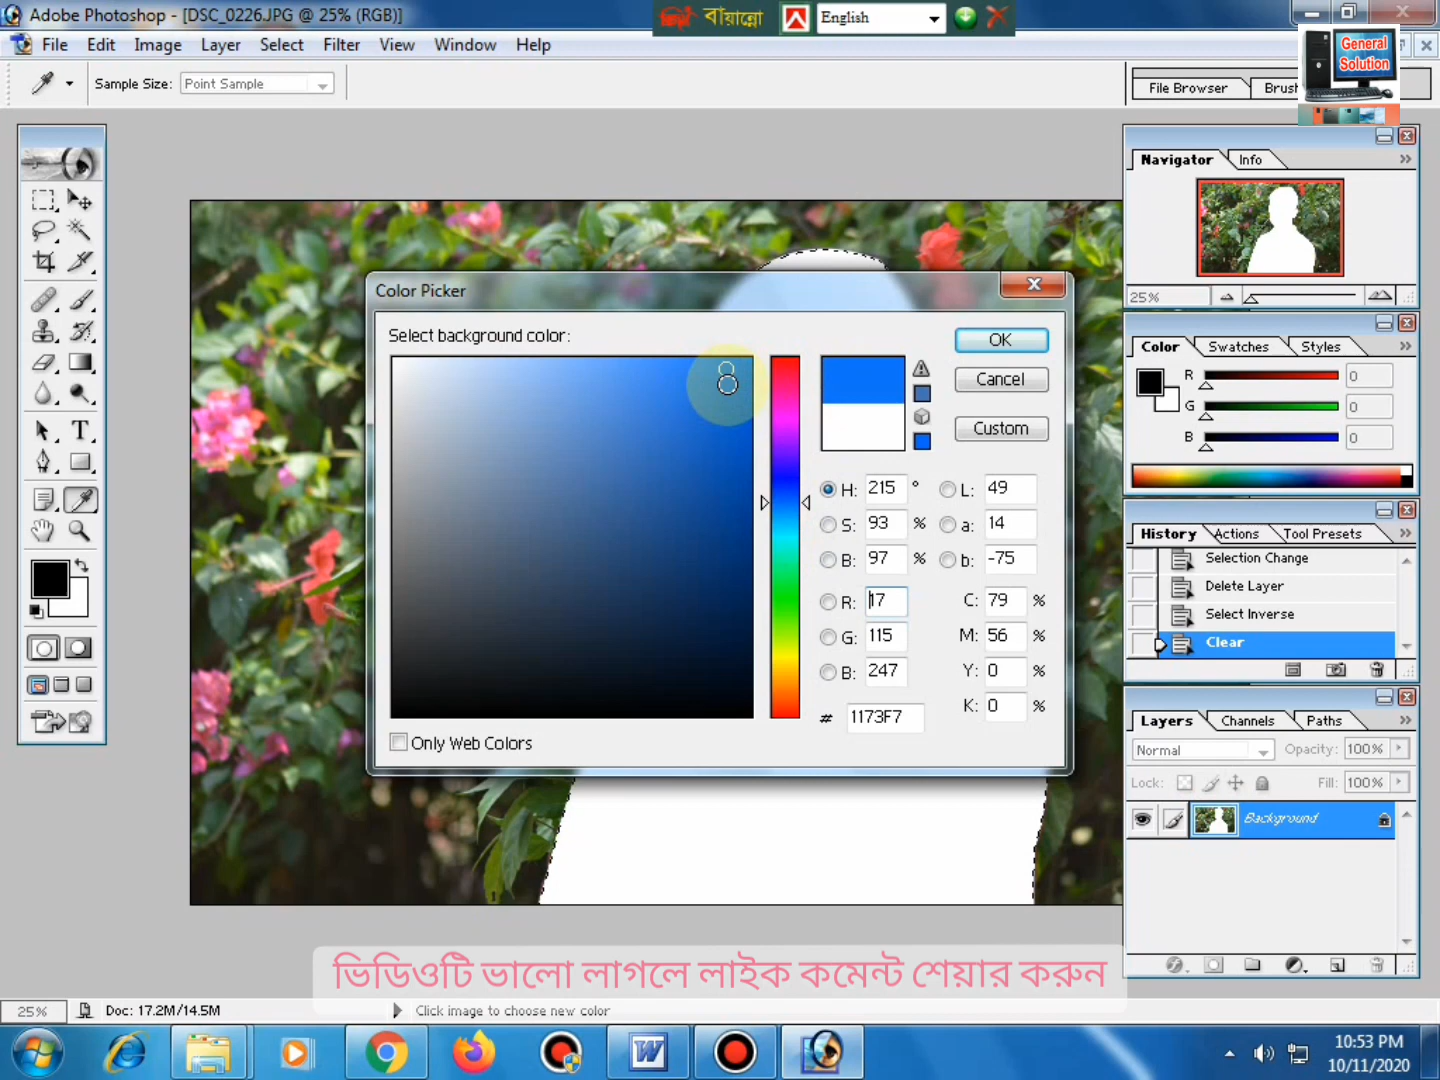 Adobe Photoshop - [DSC_0226.JPG @ 25% (RGB)]
বায়ান্নো
English
File Edit Image Layer Select Filter View Window Help
General
Solution
Sample Size: Point Sample
File Browser
Brush
Navigator Info
25%
Color Picker
Select background color:
OK
Cancel
Custom
H: 215 °
S: 93 %
B: 97 %
R: 17
G: 115
B: 247
# 1173F7
L: 49
a: 14
b: -75
C: 79 %
M: 56 %
Y: 0 %
K: 0 %
Only Web Colors
Color Swatches Styles
R 0
G 0
B 0
History Actions Tool Presets
Selection Change
Delete Layer
Select Inverse
Clear
Layers Channels Paths
Normal Opacity: 100%
Lock: Fill: 100%
Background
ভিডিওটি ভালো লাগলে লাইক কমেন্ট শেয়ার করুন
25% Doc: 17.2M/14.5M Click image to choose new color
10:53 PM
10/11/2020